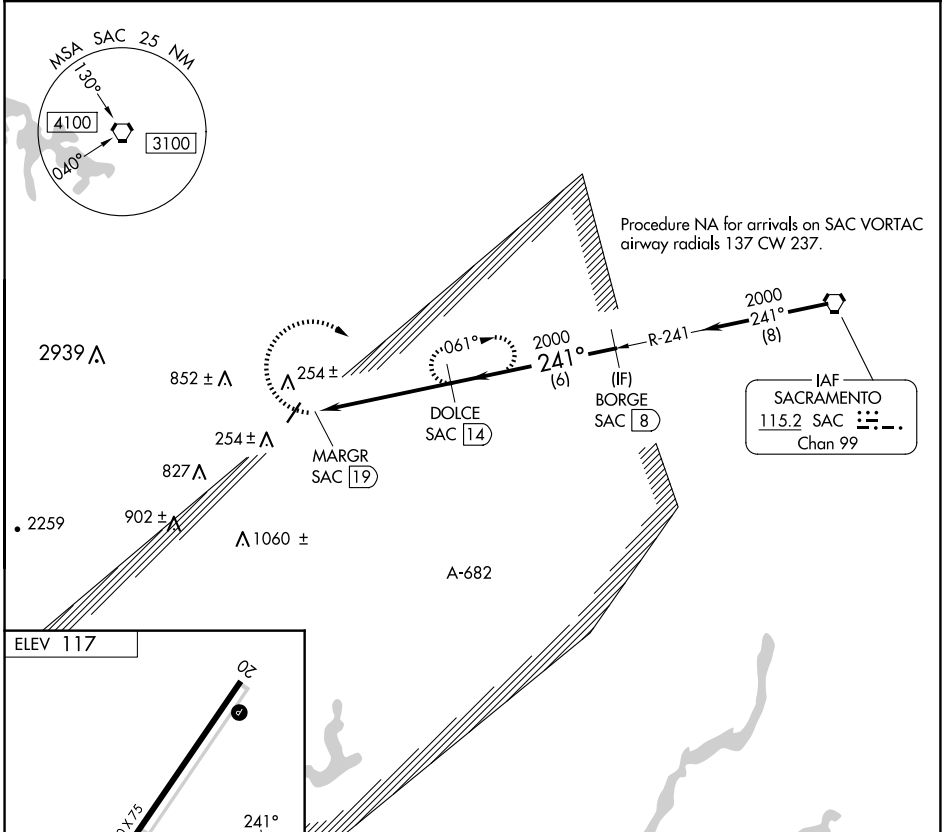 MSA SAC 25 NM
130°
4100
3100
040°
Procedure NA for arrivals on SAC VORTAC
airway radials 137 CW 237.
2000
241°
(8)
R-241
2000
241°
(6)
061°
(IF)
BORGE
SAC 8
IAF
SACRAMENTO
115.2 SAC
Chan 99
DOLCE
SAC 14
MARGR
SAC 19
2939
852 ±
254 ±
254 ±
827
902 ±
2259
1060 ±
A-682
ELEV 117
20
X 75
241°